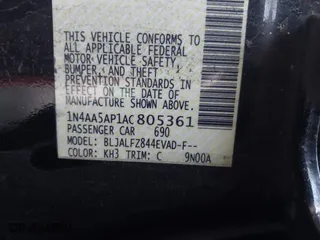 THIS VEHICLE CONFORMS TO
ALL APPLICABLE FEDERAL
MOTOR VEHICLE SAFETY,
BUMPER, AND THEFT
PREVENTION STANDARDS
IN EFFECT ON THE DATE
OF MANUFACTURE SHOWN
ABOVE.
1N4AA5AP1AC805361
PASSENGER CAR 690
MODEL: BLJALFZ844EVAD-F--
COLOR: KH3 TRIM: C 9N00A